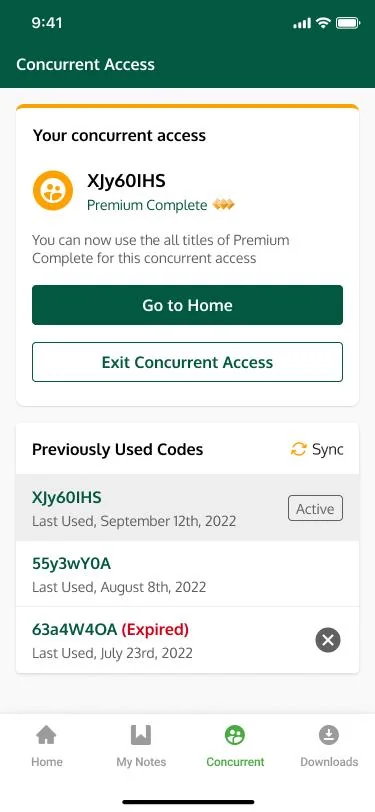 9:41
Concurrent Access
Your concurrent access
XJy60IHS
Premium Complete
You can now use the all titles of Premium
Complete for this concurrent access
Go to Home
Exit Concurrent Access
Previously Used Codes
Sync
XJy60IHS
Last Used, September 12th, 2022
Active
55y3wY0A
Last Used, August 8th, 2022
63a4W4OA (Expired)
Last Used, July 23rd, 2022
Home
My Notes
Concurrent
Downloads